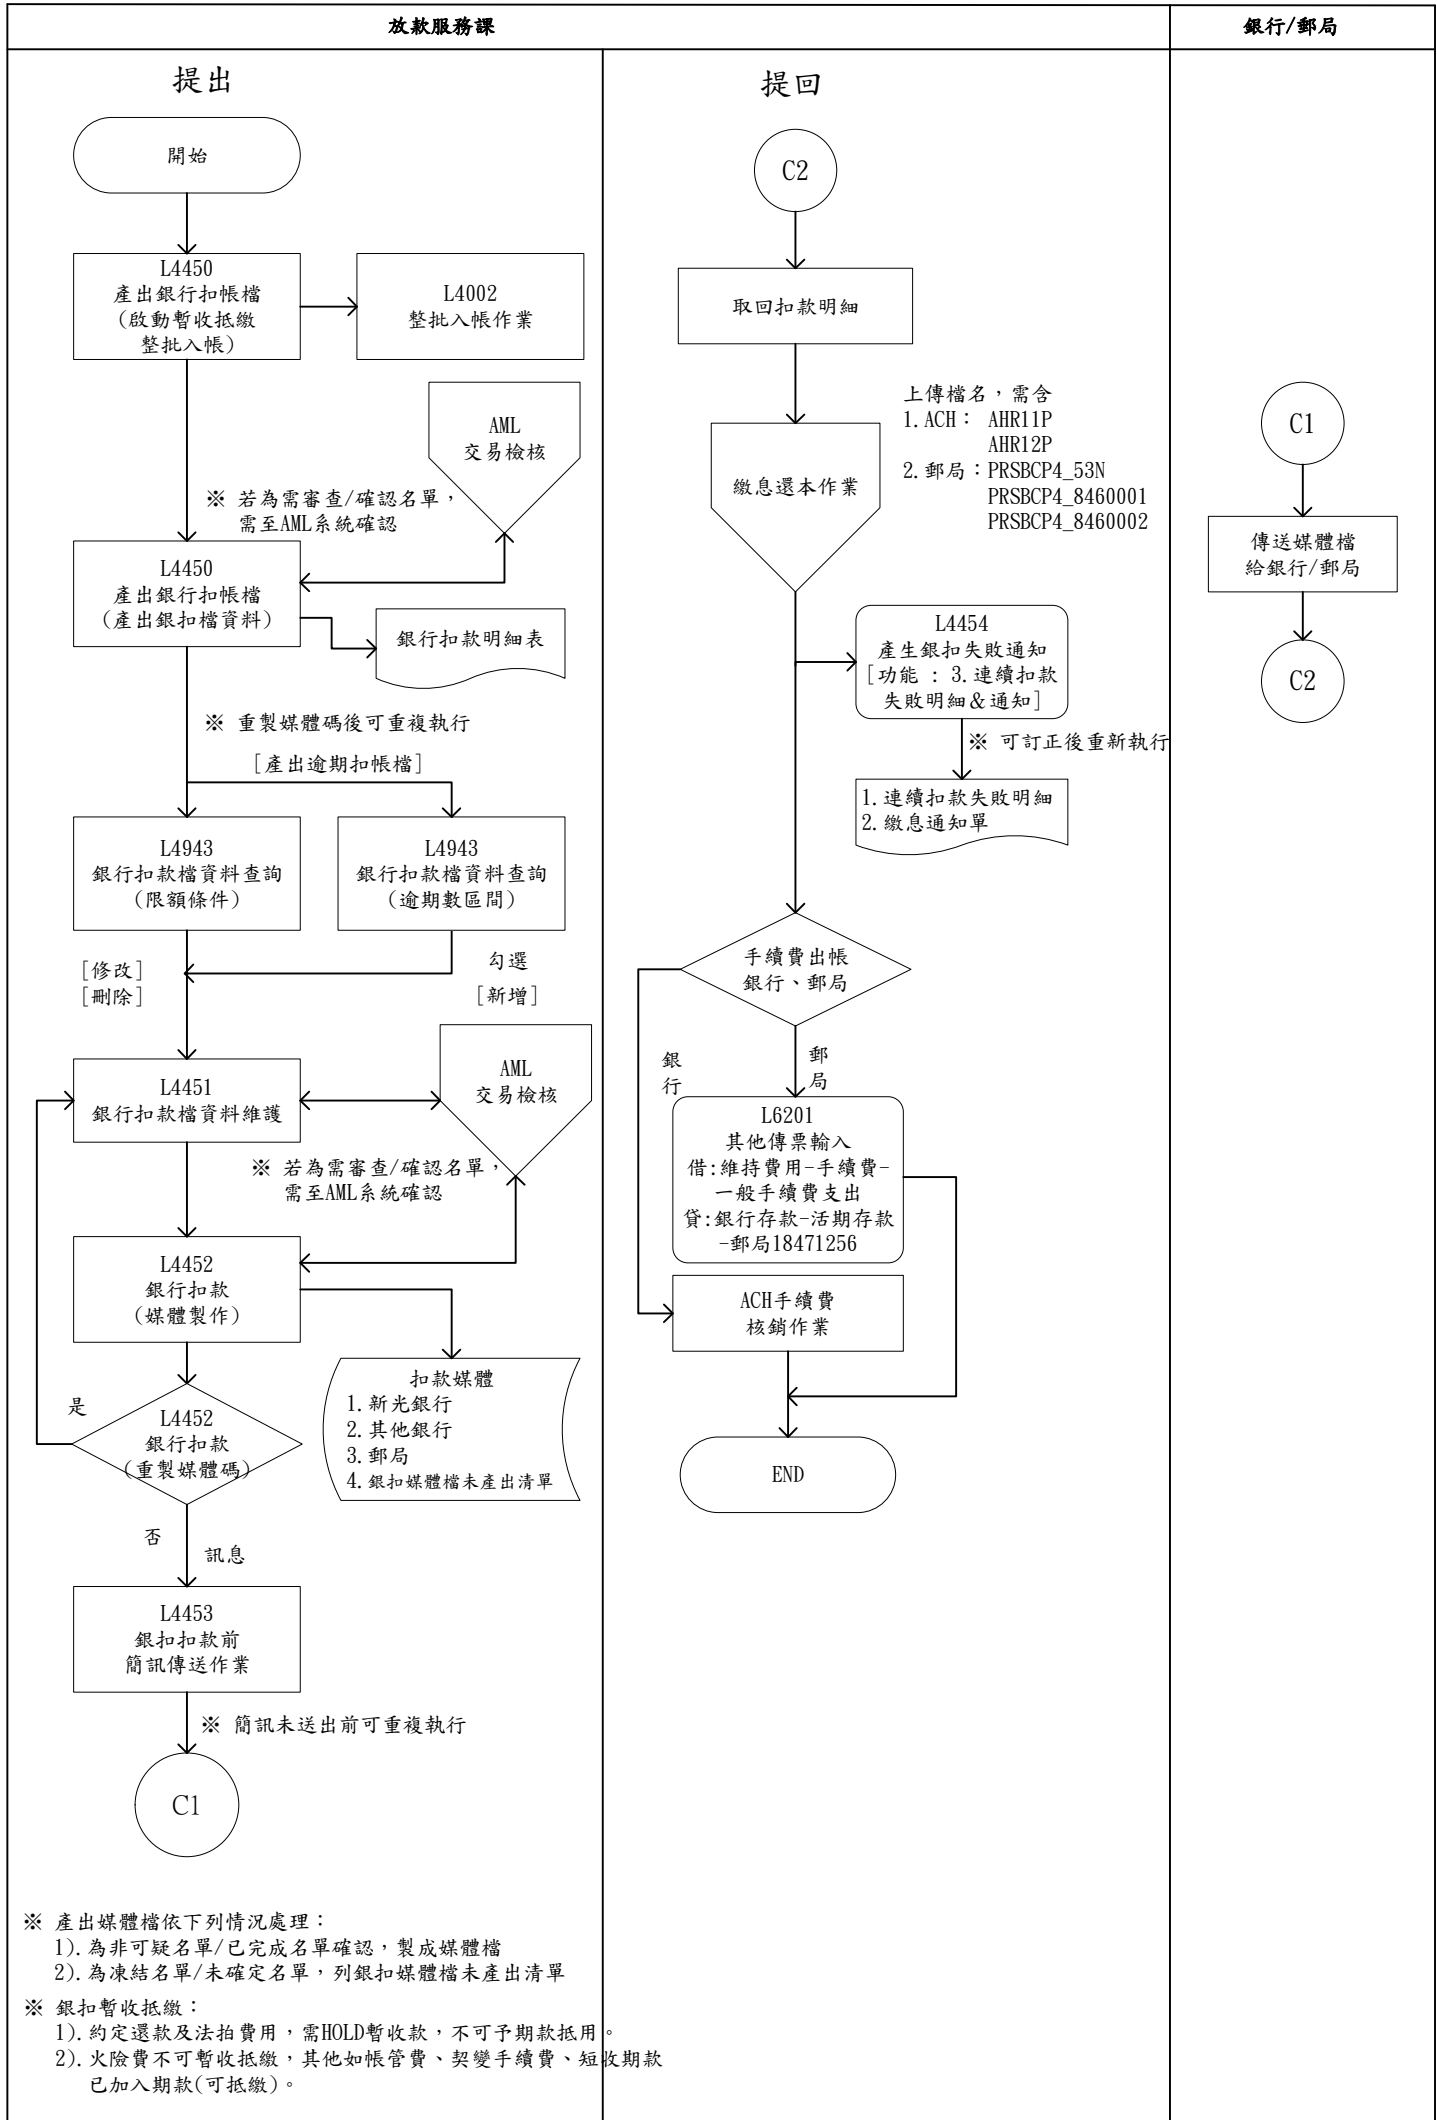 放款服務課
銀行/郵局
提出
開始
L4450
產出銀行扣帳檔
(啟動暫收抵繳
整批入帳)
L4002
整批入帳作業
AML
交易檢核
※ 若為需審查/確認名單，
需至AML系統確認
L4450
產出銀行扣帳檔
(產出銀扣檔資料)
銀行扣款明細表
※ 重製媒體碼後可重複執行
[產出逾期扣帳檔]
L4943
銀行扣款檔資料查詢
(限額條件)
L4943
銀行扣款檔資料查詢
(逾期數區間)
[修改]
[刪除]
勾選
[新增]
L4451
銀行扣款檔資料維護
AML
交易檢核
※ 若為需審查/確認名單，
需至AML系統確認
L4452
銀行扣款
(媒體製作)
扣款媒體
1.新光銀行
2.其他銀行
3.郵局
4.銀扣媒體檔未產出清單
是
L4452
銀行扣款
(重製媒體碼)
否
訊息
L4453
銀扣扣款前
簡訊傳送作業
※ 簡訊未送出前可重複執行
C1
※ 產出媒體檔依下列情況處理：
1).為非可疑名單/已完成名單確認，製成媒體檔
2).為凍結名單/未確定名單，列銀扣媒體檔未產出清單
※ 銀扣暫收抵繳：
1).約定還款及法拍費用，需HOLD暫收款，不可予期款抵用。
2).火險費不可暫收抵繳，其他如帳管費、契變手續費、短收期款
已加入期款(可抵繳)。
提回
C2
取回扣款明細
繳息還本作業
上傳檔名，需含
1.ACH： AHR11P
AHR12P
2.郵局：PRSBCP4_53N
PRSBCP4_8460001
PRSBCP4_8460002
L4454
產生銀扣失敗通知
[功能 : 3.連續扣款
失敗明細＆通知]
※ 可訂正後重新執行
1.連續扣款失敗明細
2.繳息通知單
手續費出帳
銀行、郵局
銀
行
郵
局
L6201
其他傳票輸入
借:維持費用-手續費-
一般手續費支出
貸:銀行存款-活期存款
-郵局18471256
ACH手續費
核銷作業
END
C1
傳送媒體檔
給銀行/郵局
C2